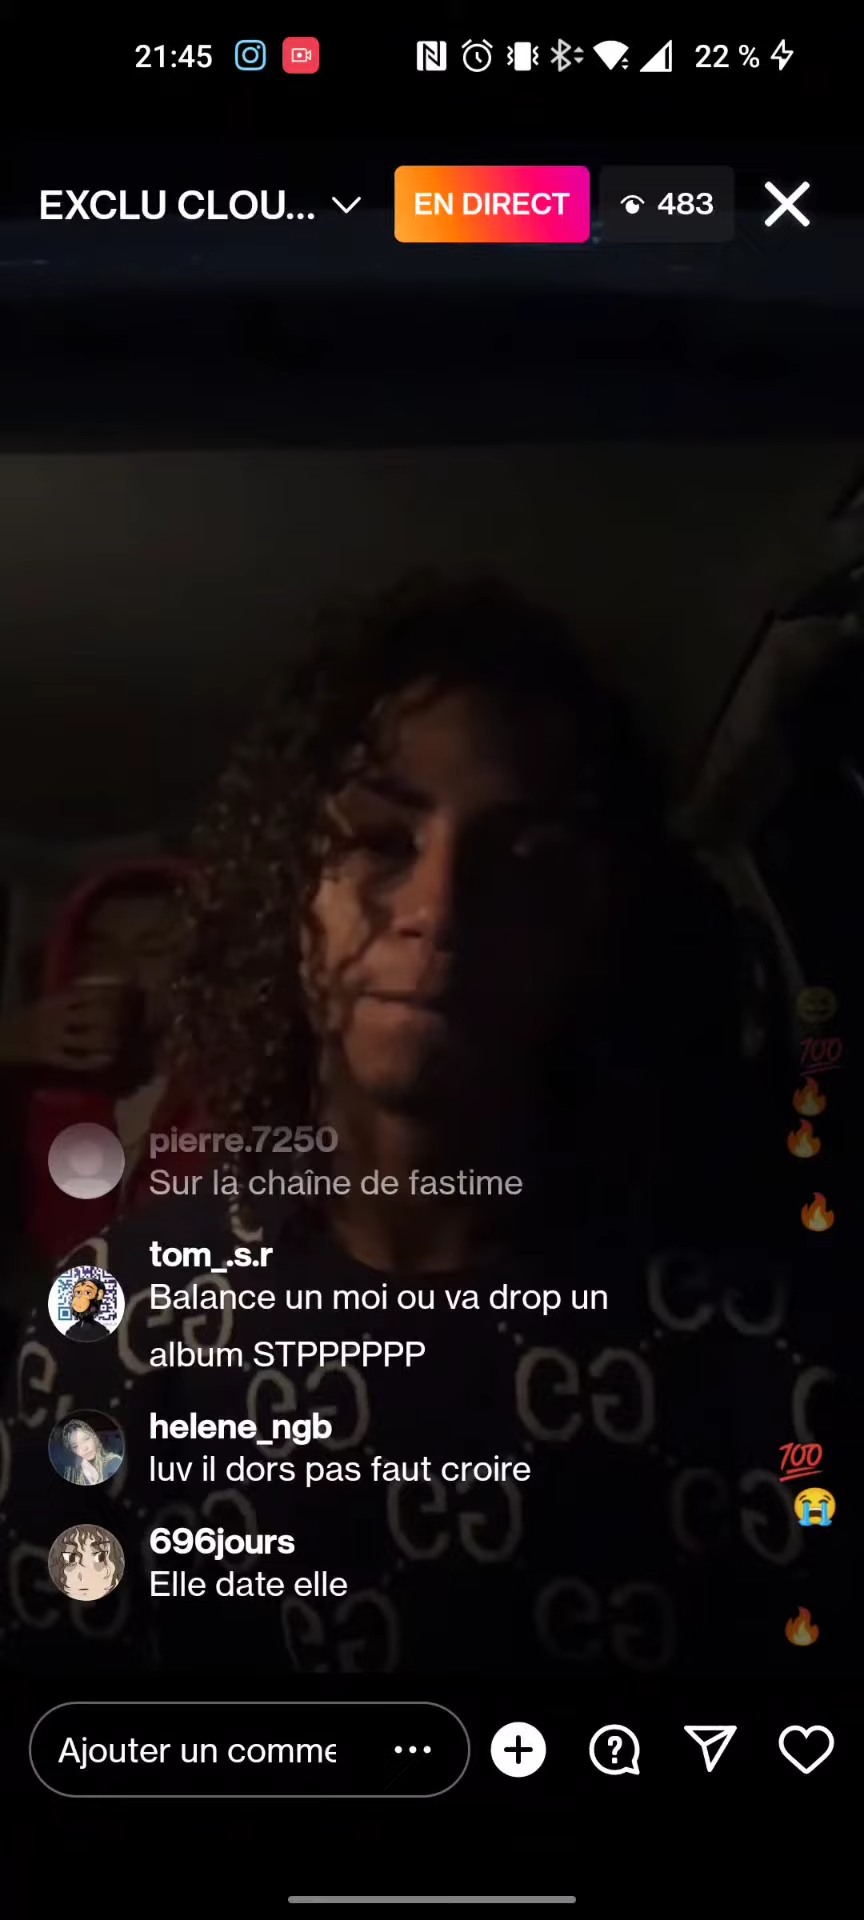 21:45
22 %
EXCLU CLOU...
EN DIRECT
483
pierre.7250
Sur la chaîne de fastime
tom_.s.r
Balance un moi ou va drop un
album STPPPPPP
helene_ngb
luv il dors pas faut croire
696jours
Elle date elle
Ajouter un comme